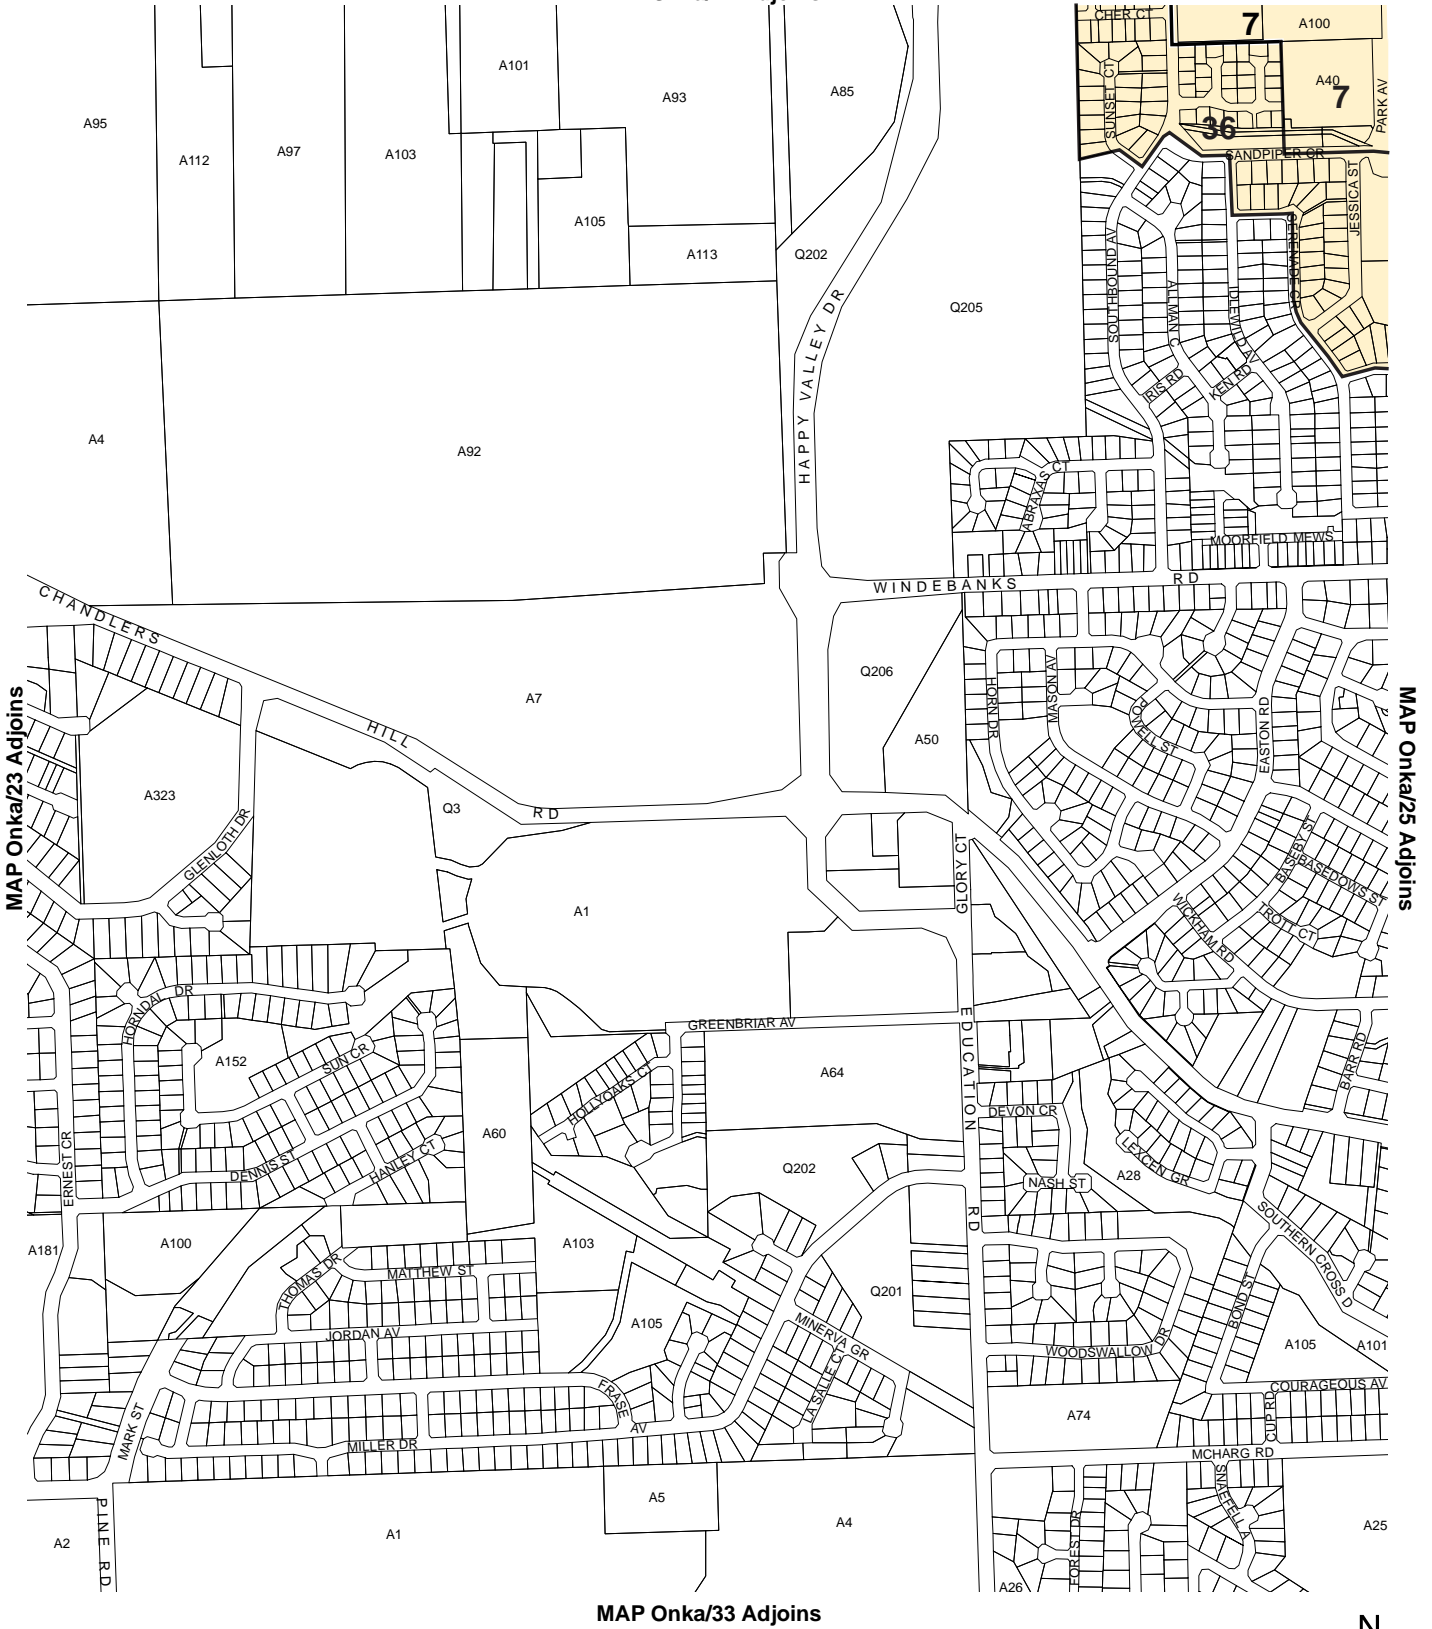 CHER CT
7
A100
A101
A93
A85
A40
7
PARK AV
A95
SUNSET CT
36
A112
A97
A103
SANDPIPER CR
JESSICA ST
A105
SERENADE CR
A113
Q202
SOUTHBOUND AV
Q205
ALLMAN C
IDLEWILD AV
HAPPY VALLEY DR
IRIS RD
KEN RD
A4
A92
ABRAXAS CT
MOORFIELD MEWS
WINDEBANKS RD
CHANDLERS HILL RD
Q206
MASON AV
A7
HORN DR
POWELL ST
EASTON RD
A50
MAP Onka/23 Adjoins
MAP Onka/25 Adjoins
A323
Q3
GLENLOTH DR
GLORY CT
BASEBY ST
BASEDOWS ST
A1
WICKHAM RD
TROTT CT
HORNDAL DR
GREENBRIAR AV
EDUCATION RD
A152
SUN CR
A64
BARR RD
HOLLYOAKS CT
DEVON CR
A60
ERNEST CR
DENNIS ST
HANLEY CT
Q202
LEXCEN GR
A28
NASH ST
SOUTHERN CROSS D
A181
A100
A103
THOMAS DR
MATTHEW ST
Q201
BOND ST
A105
JORDAN AV
MINERVA GR
WOODSWALLOW DR
A105
A101
LA SALLE CT
FRASE AV
COURAGEOUS AV
A74
CUP RD
MARK ST
MILLER DR
MCHARG RD
SNAEFELL A
PINE RD
A5
A2
A1
A4
FOREST DR
A25
A26
MAP Onka/33 Adjoins
N